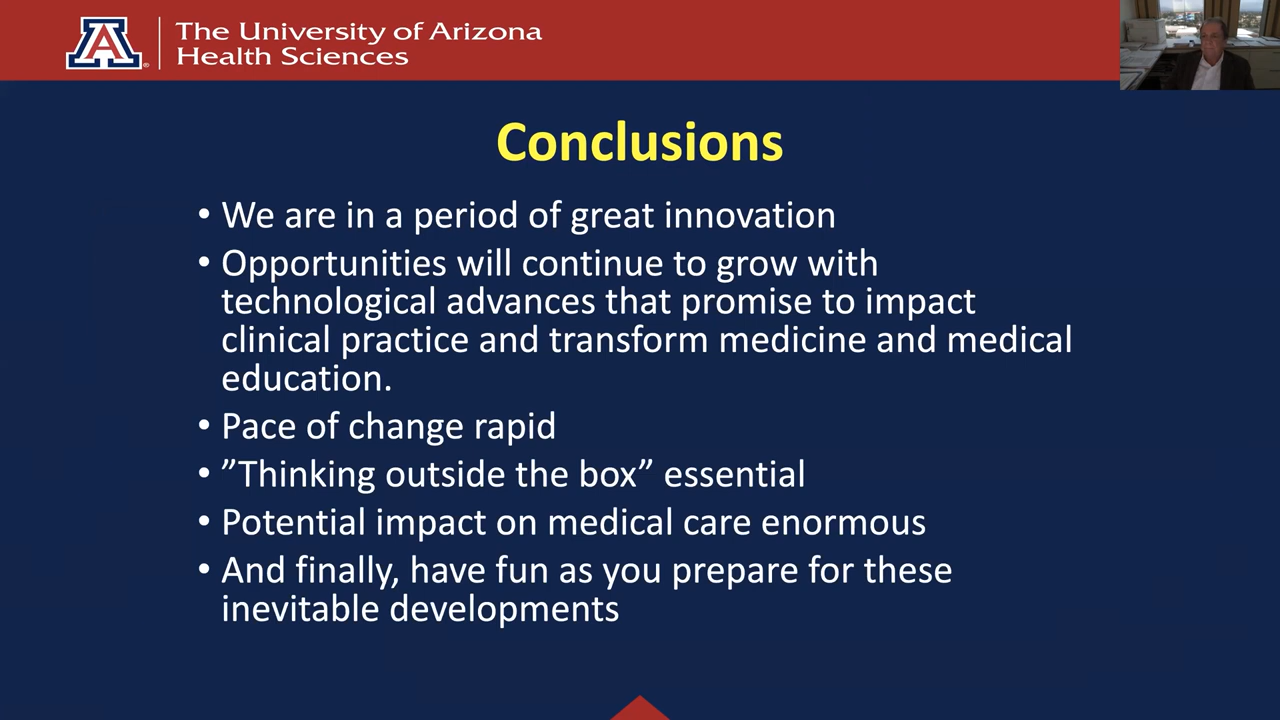 A
The University of Arizona
Health Sciences
Conclusions
• We are in a period of great innovation
• Opportunities will continue to grow with
technological advances that promise to impact
clinical practice and transform medicine and medical
education.
• Pace of change rapid
• ”Thinking outside the box” essential
• Potential impact on medical care enormous
• And finally, have fun as you prepare for these
inevitable developments